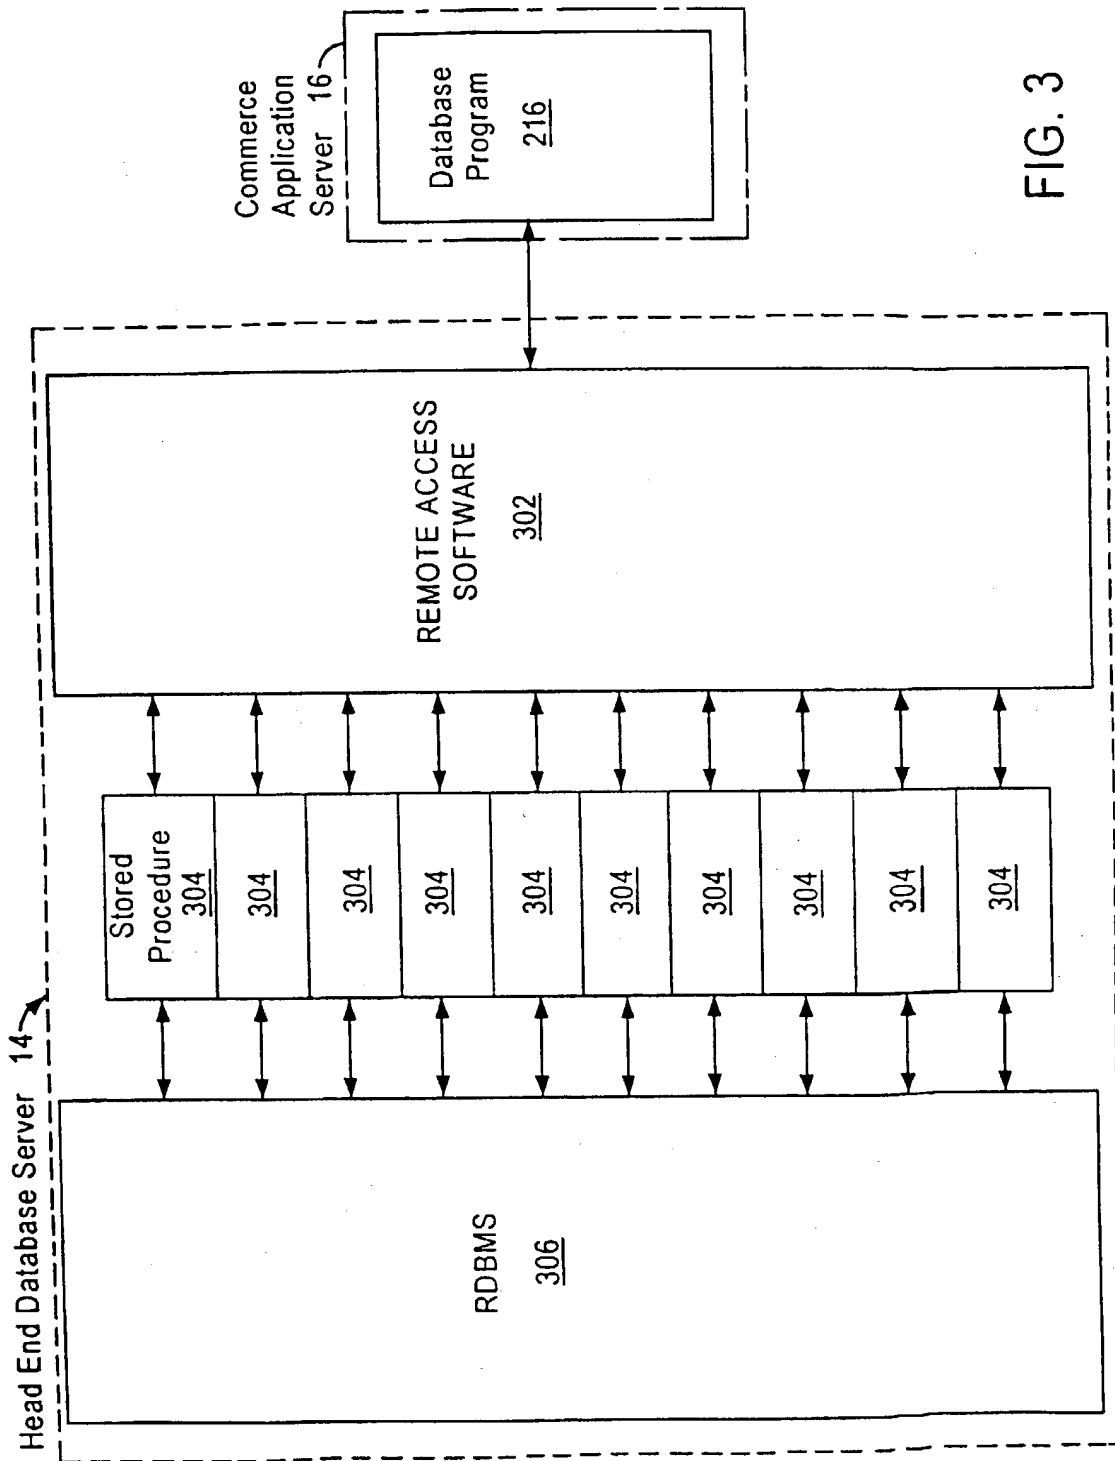 Head End Database Server 14
RDBMS
306
Stored
Procedure
304
304
304
304
304
304
304
304
304
304
REMOTE ACCESS
SOFTWARE
302
Commerce
Application
Server 16
Database
Program
216
FIG. 3